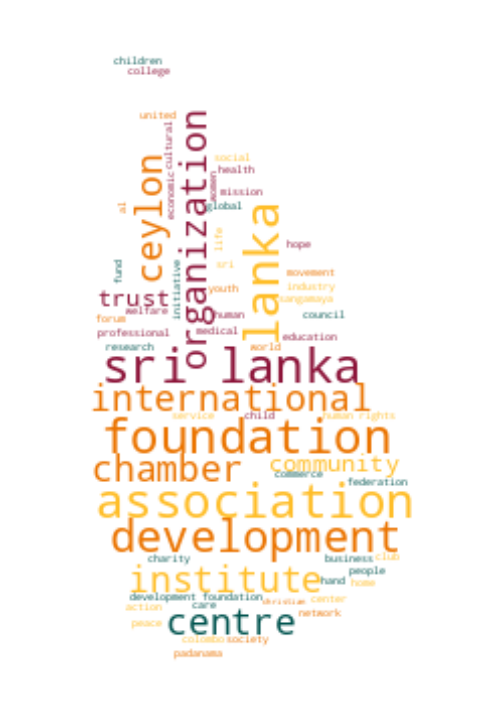 children
college
united
cultural
economic
ceylon
organization
women
social
health
mission
global
al
lanka
life
hope
sri
fund
initiative
youth
movement
industry
sangamaya
trust
welfare
human
council
forum
professional
medical
education
research
world
sri lanka
international
service
child
human rights
foundation
chamber
community
commerce
federation
association
development
charity
business
club
people
institute
hand
home
development foundation
christian
center
action
care
network
peace
centre
colombo
society
padanama